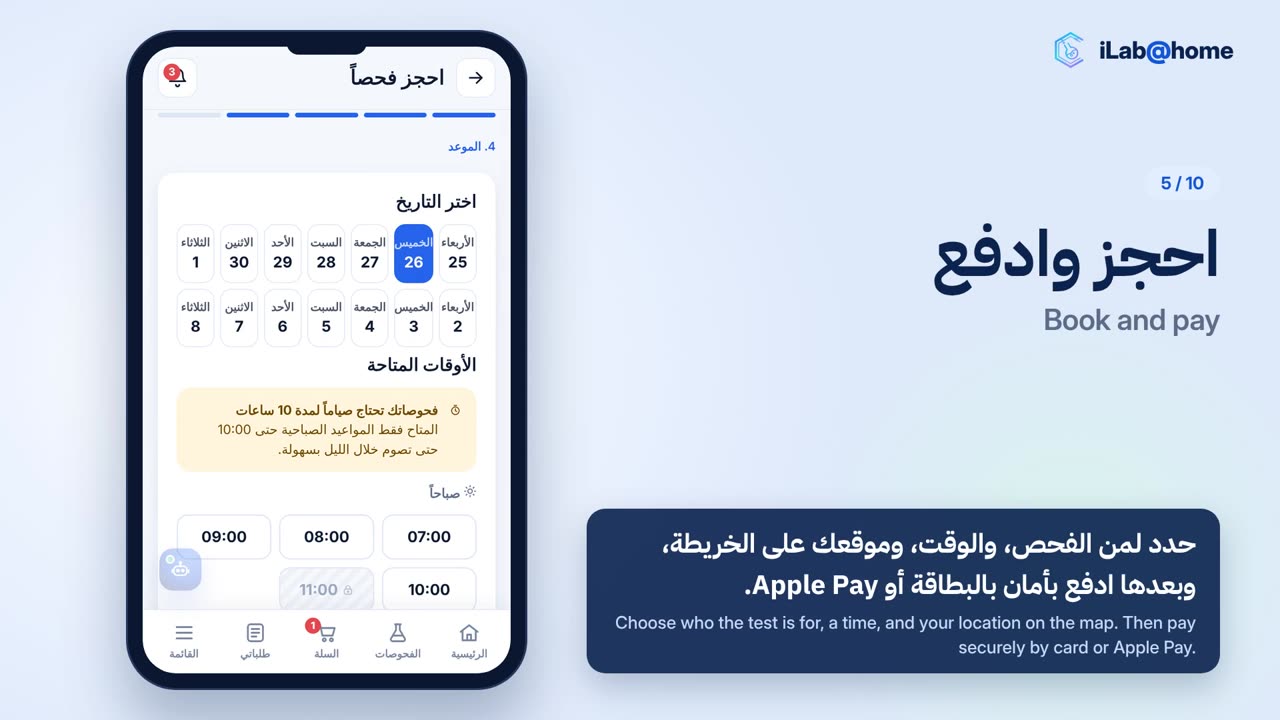 iLab@home
5 / 10
احجز وادفع
Book and pay
حدد لمن الفحص، والوقت، وموقعك على الخريطة،
وبعدها ادفع بأمان بالبطاقة أو Apple Pay.
Choose who the test is for, a time, and your location on the map. Then pay
securely by card or Apple Pay.
احجز فحصاً
3
4. الموعد
اختر التاريخ
الأربعاء الخميس الجمعة السبت الأحد الاثنين الثلاثاء
25 26 27 28 29 30 1
الأربعاء الخميس الجمعة السبت الأحد الاثنين الثلاثاء
2 3 4 5 6 7 8
الأوقات المتاحة
فحوصاتك تحتاج صياماً لمدة 10 ساعات
المتاح فقط المواعيد الصباحية حتى 10:00
حتى تصوم خلال الليل بسهولة.
صباحاً
07:00 08:00 09:00
10:00 11:00
1
الرئيسية الفحوصات السلة طلباتي القائمة